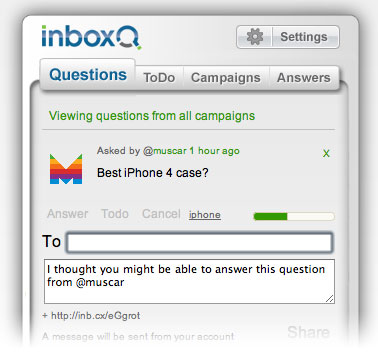 inboxQ
Settings
Questions ToDo Campaigns Answers
Viewing questions from all campaigns
Asked by @muscar 1 hour ago X
Best iPhone 4 case?
Answer Todo Cancel iphone
To
I thought you might be able to answer this question
from @muscar
+ http://inb.cx/eGgrot
A message will be sent from your account
Share